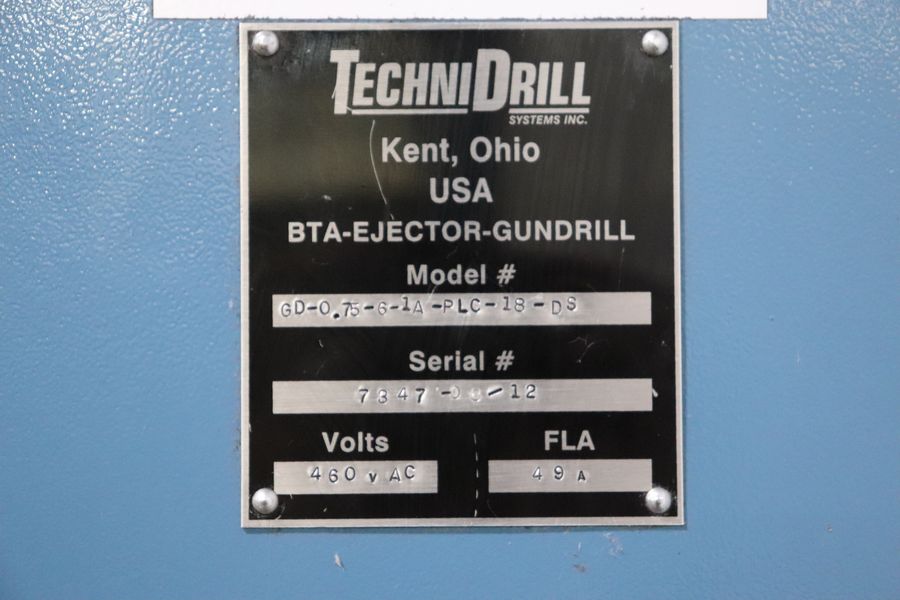 TECHNIDRILL
SYSTEMS INC.
Kent, Ohio
USA
BTA-EJECTOR-GUNDRILL
Model #
GD-0.75-6-1A-PLC-18-DS
Serial #
Volts
FLA
460 V AC
49 A